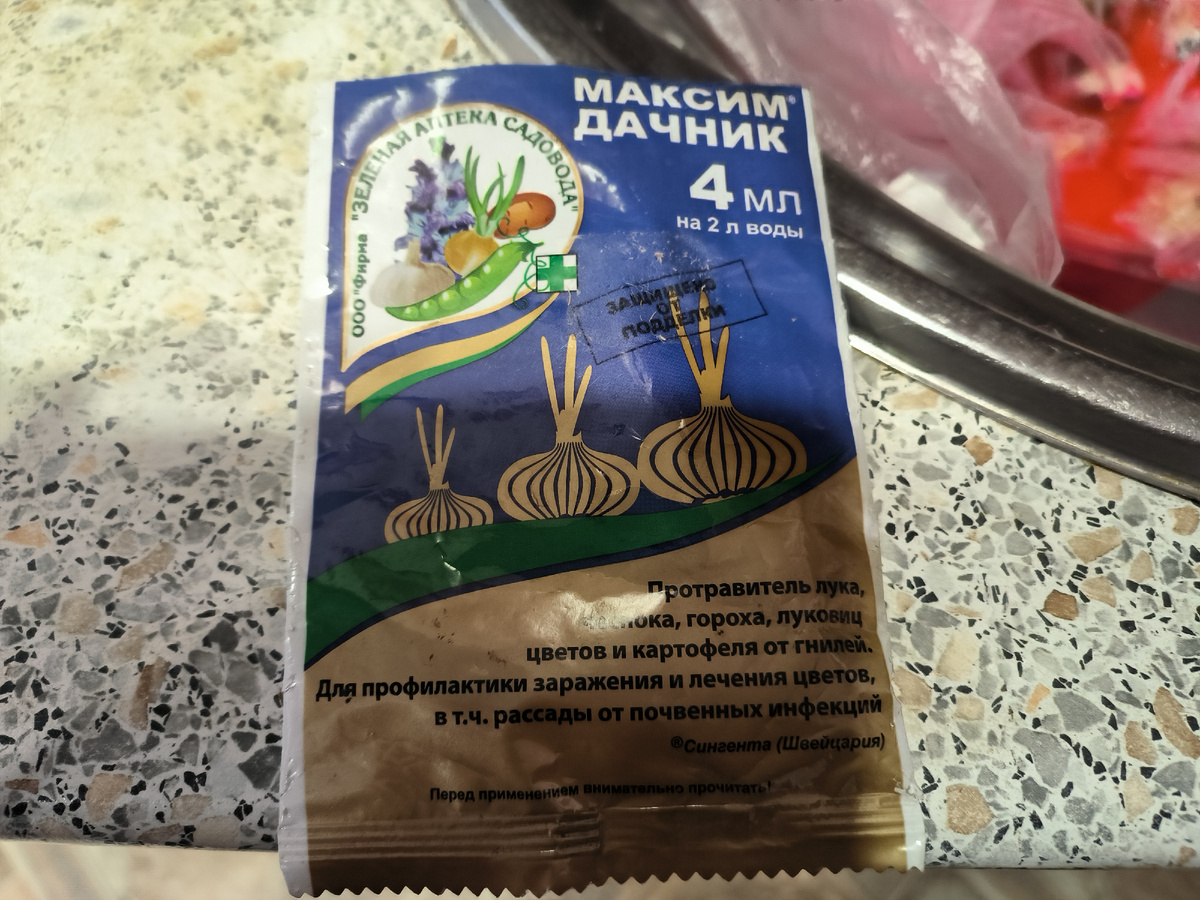 МАКСИМ®
ДАЧНИК
4 мл
на 2 л воды
ООО "Фирма "ЗЕЛЕНАЯ АПТЕКА САДОВОДА"
ЗАЩИЩЕНО
ОТ
ПОДДЕЛКИ
Протравитель лука,
гороха, луковиц
цветов и картофеля от гнилей.
Для профилактики заражения и лечения цветов,
в т.ч. рассады от почвенных инфекций
®Сингента (Швейцария)
Перед применением внимательно прочитать!